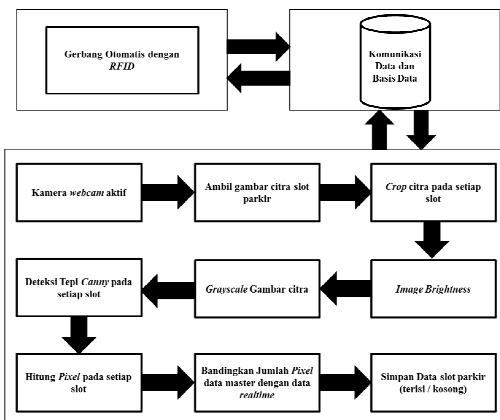 Gerbang Otomatis dengan
RFID
Komunikasi
Data dan
Basis Data
Kamera webcam aktif
Ambil gambar citra slot
parkir
Crop citra pada setiap
slot
Deteksi Tepi Canny pada
setiap slot
Grayscale Gambar citra
Image Brightness
Hitung Pixel pada setiap
slot
Bandingkan Jumlah Pixel
data master dengan data
realtime
Simpan Data slot parkir
(terisi / kosong)